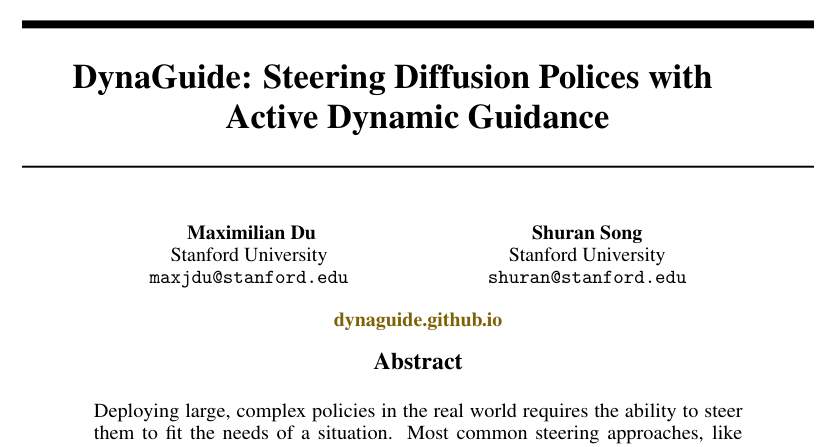 DynaGuide: Steering Diffusion Polices with
Active Dynamic Guidance
Maximilian Du
Shuran Song
Stanford University
Stanford University
maxjdu@stanford.edu
shuran@stanford.edu
dynaguide.github.io
Abstract
Deploying large, complex policies in the real world requires the ability to steer
them to fit the needs of a situation. Most common steering approaches, like